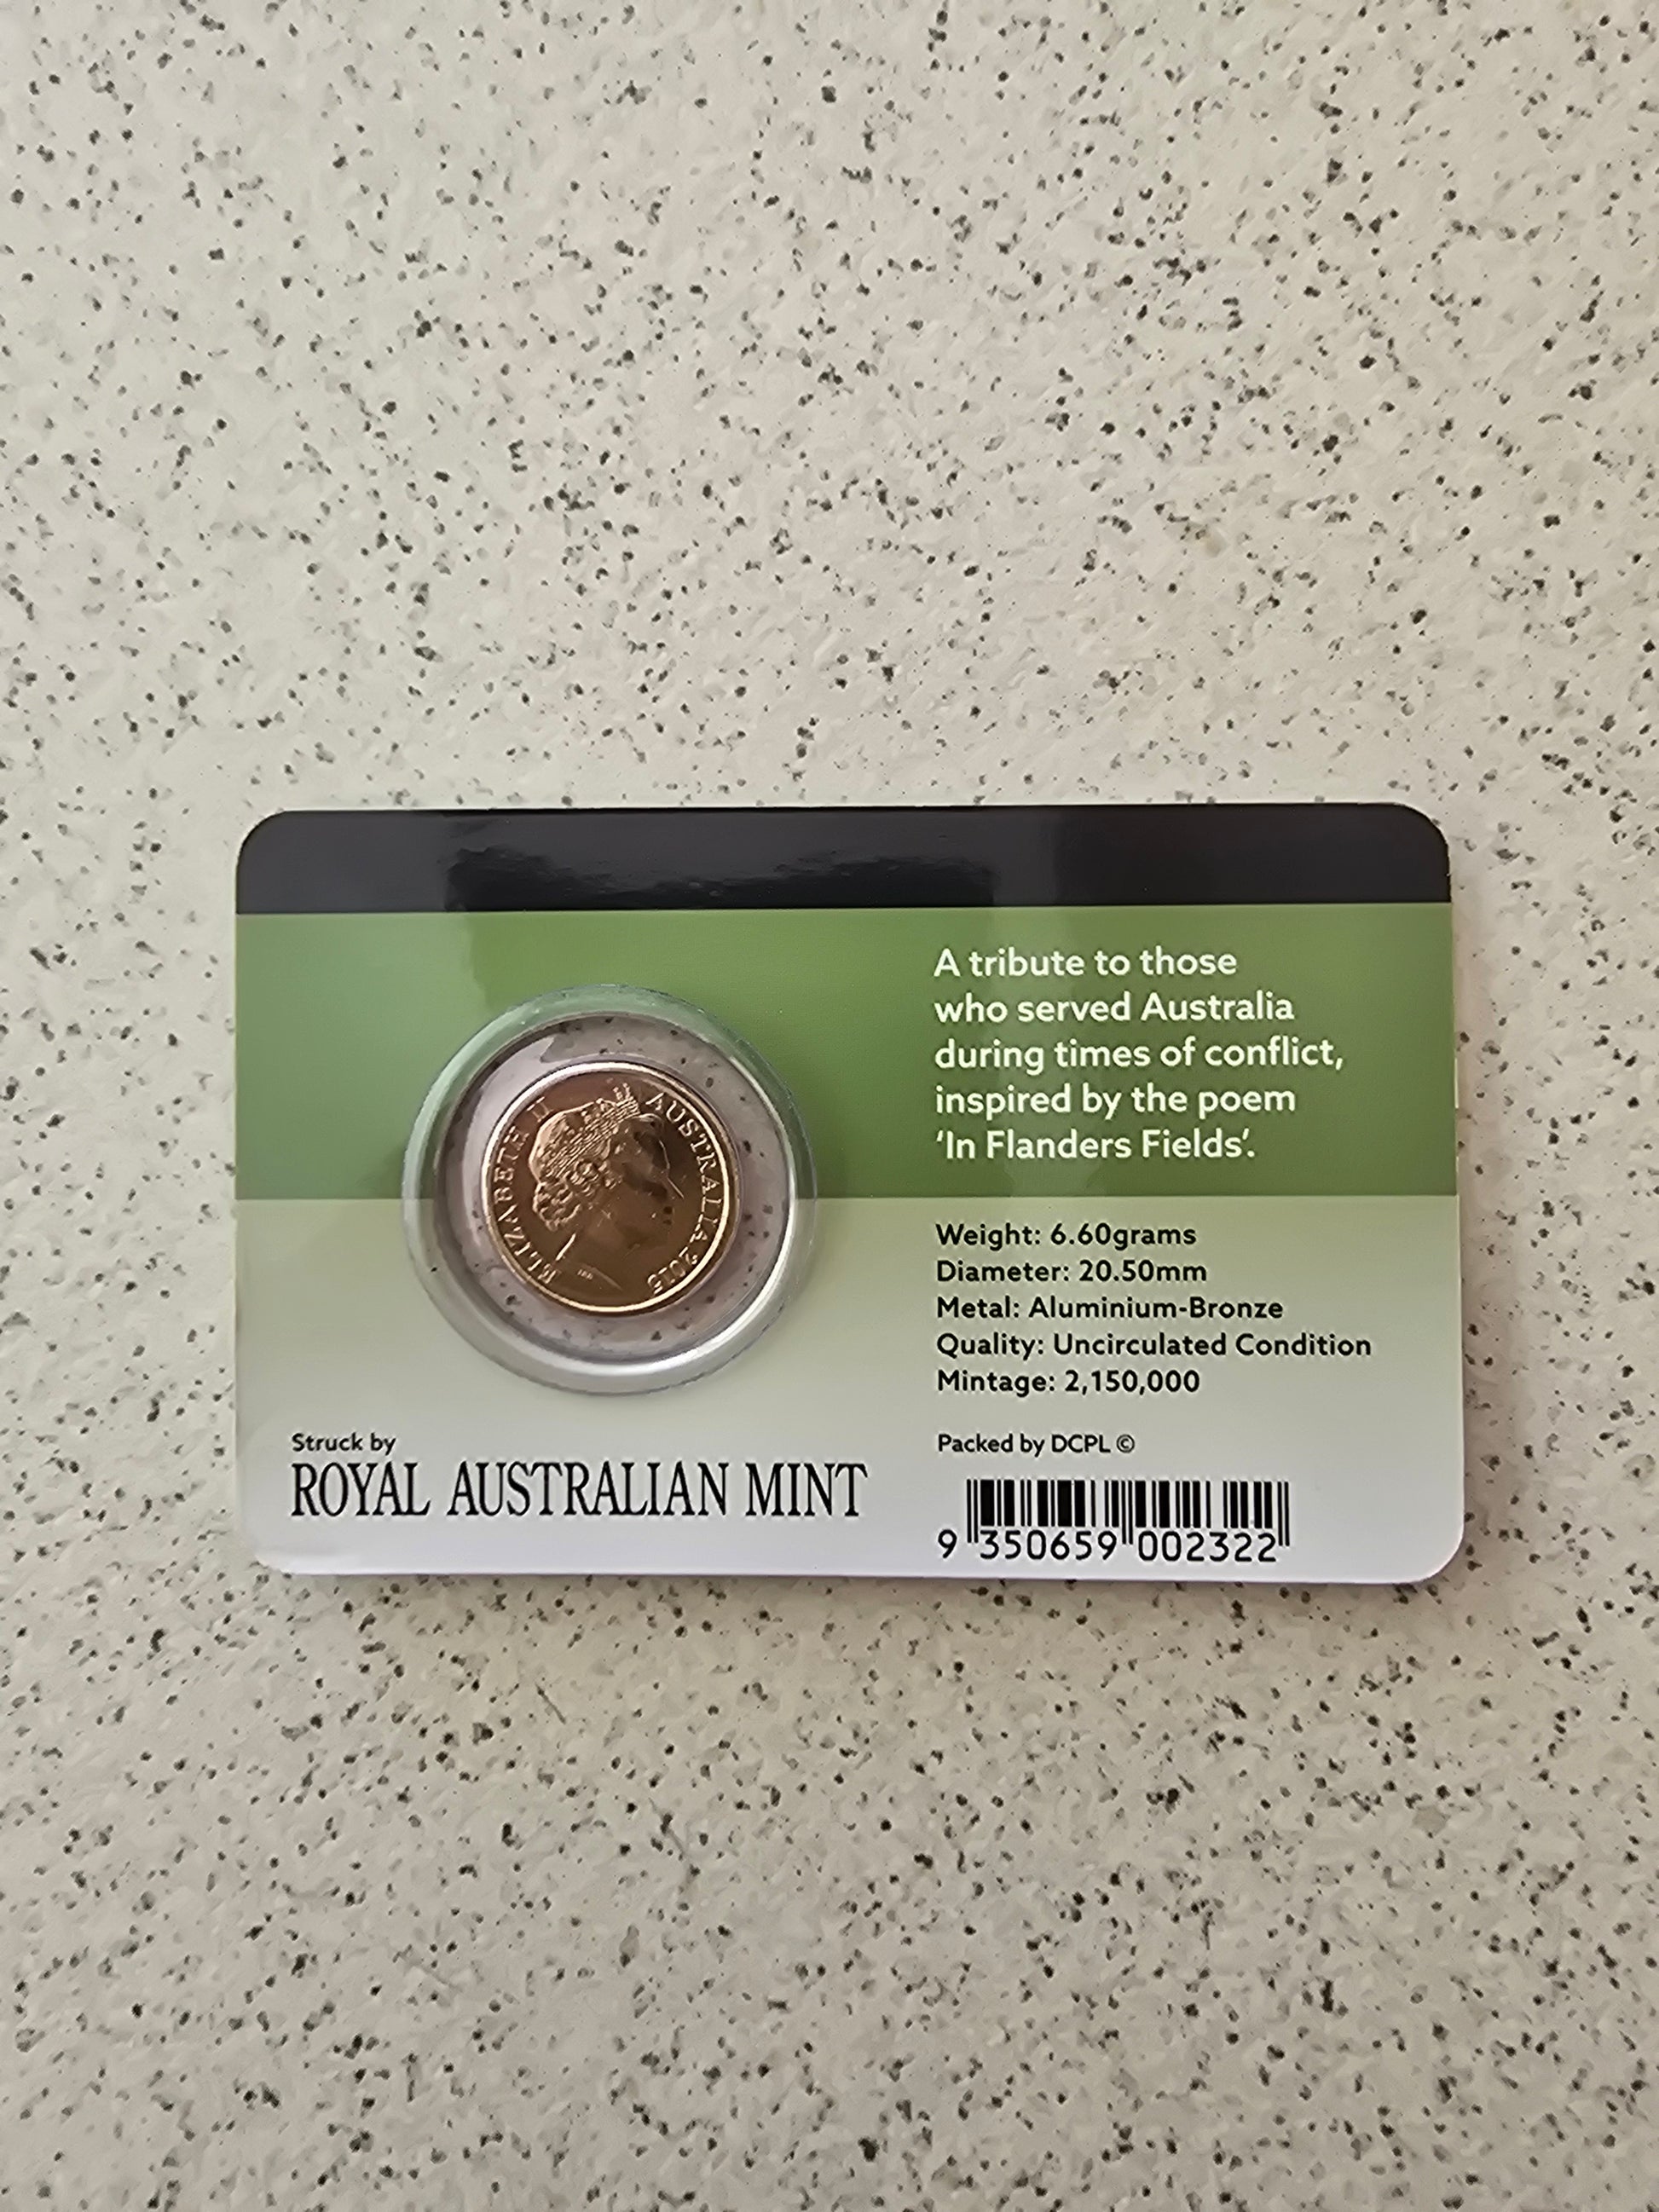 ELIZABETH II AUSTRALIA 2015
IRB
A tribute to those
who served Australia
during times of conflict,
inspired by the poem
‘In Flanders Fields’.
Weight: 6.60grams
Diameter: 20.50mm
Metal: Aluminium-Bronze
Quality: Uncirculated Condition
Mintage: 2,150,000
Struck by
ROYAL AUSTRALIAN MINT
Packed by DCPL ©
9 350659 002322